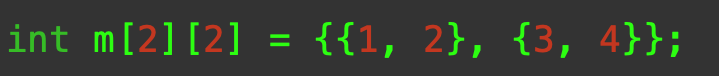 int m[2][2] = {{1, 2}, {3, 4}};